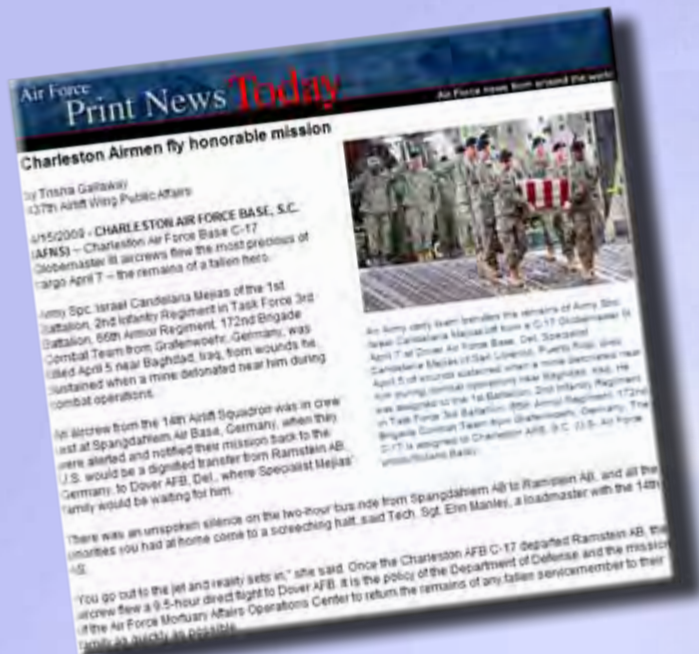 Air Force
Print News Today
Air Force news from around the world
Charleston Airmen fly honorable mission
by Trisha Gallaway
437th Airlift Wing Public Affairs
4/15/2009 - CHARLESTON AIR FORCE BASE, S.C.
(AFNS) -- Charleston Air Force Base C-17
Globemaster III aircrews flew the most precious of
cargo April 7 -- the remains of a fallen hero.
Army Spc. Israel Candelaria Mejias of the 1st
Battalion, 2nd Infantry Regiment in Task Force 3rd
Battalion, 66th Armor Regiment, 172nd Brigade
Combat Team from Grafenwoehr, Germany, was
killed April 5 near Baghdad, Iraq, from wounds he
sustained when a mine detonated near him during
combat operations.
An aircrew from the 14th Airlift Squadron was in crew
rest at Spangdahlem Air Base, Germany, when they
were alerted and notified their mission back to the
U.S. would be a dignified transfer from Ramstein AB,
Germany, to Dover AFB, Del., where Specialist Mejias'
family would be waiting for him.
An Army carry team transfers the remains of Army Spc.
Israel Candelaria Mejias off from a C-17 Globemaster III
April 7 at Dover Air Force Base, Del. Specialist
Candelaria Mejias of San Lorenzo, Puerto Rico, died
April 5 of wounds sustained when a mine detonated near
him during combat operations near Baghdad, Iraq. He
was assigned to the 1st Battalion, 2nd Infantry Regiment
in Task Force 3rd Battalion, 66th Armor Regiment, 172nd
Brigade Combat Team from Grafenwoehr, Germany. The
C-17 is assigned to Charleston AFB, S.C. (U.S. Air Force
photo/Roland Balik)
There was an unspoken silence on the two-hour bus ride from Spangdahlem AB to Ramstein AB, and all the
priorities you had at home come to a screeching halt, said Tech. Sgt. Erin Manley, a loadmaster with the 14th
AS.
"You go out to the jet and reality sets in," she said. Once the Charleston AFB C-17 departed Ramstein AB, the
aircrew flew a 9.5-hour direct flight to Dover AFB. It is the policy of the Department of Defense and the mission
of the Air Force Mortuary Affairs Operations Center to return the remains of any fallen servicemember to their
family as quickly as possible.